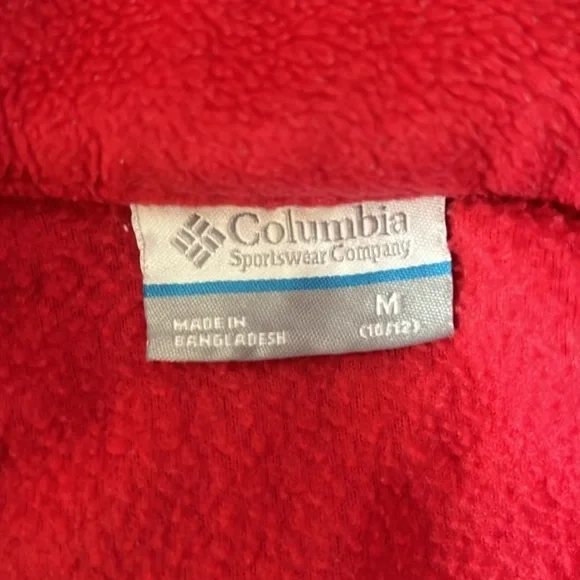 Columbia
Sportswear Company
M
MADE IN
BANGLADESH
(10/12)